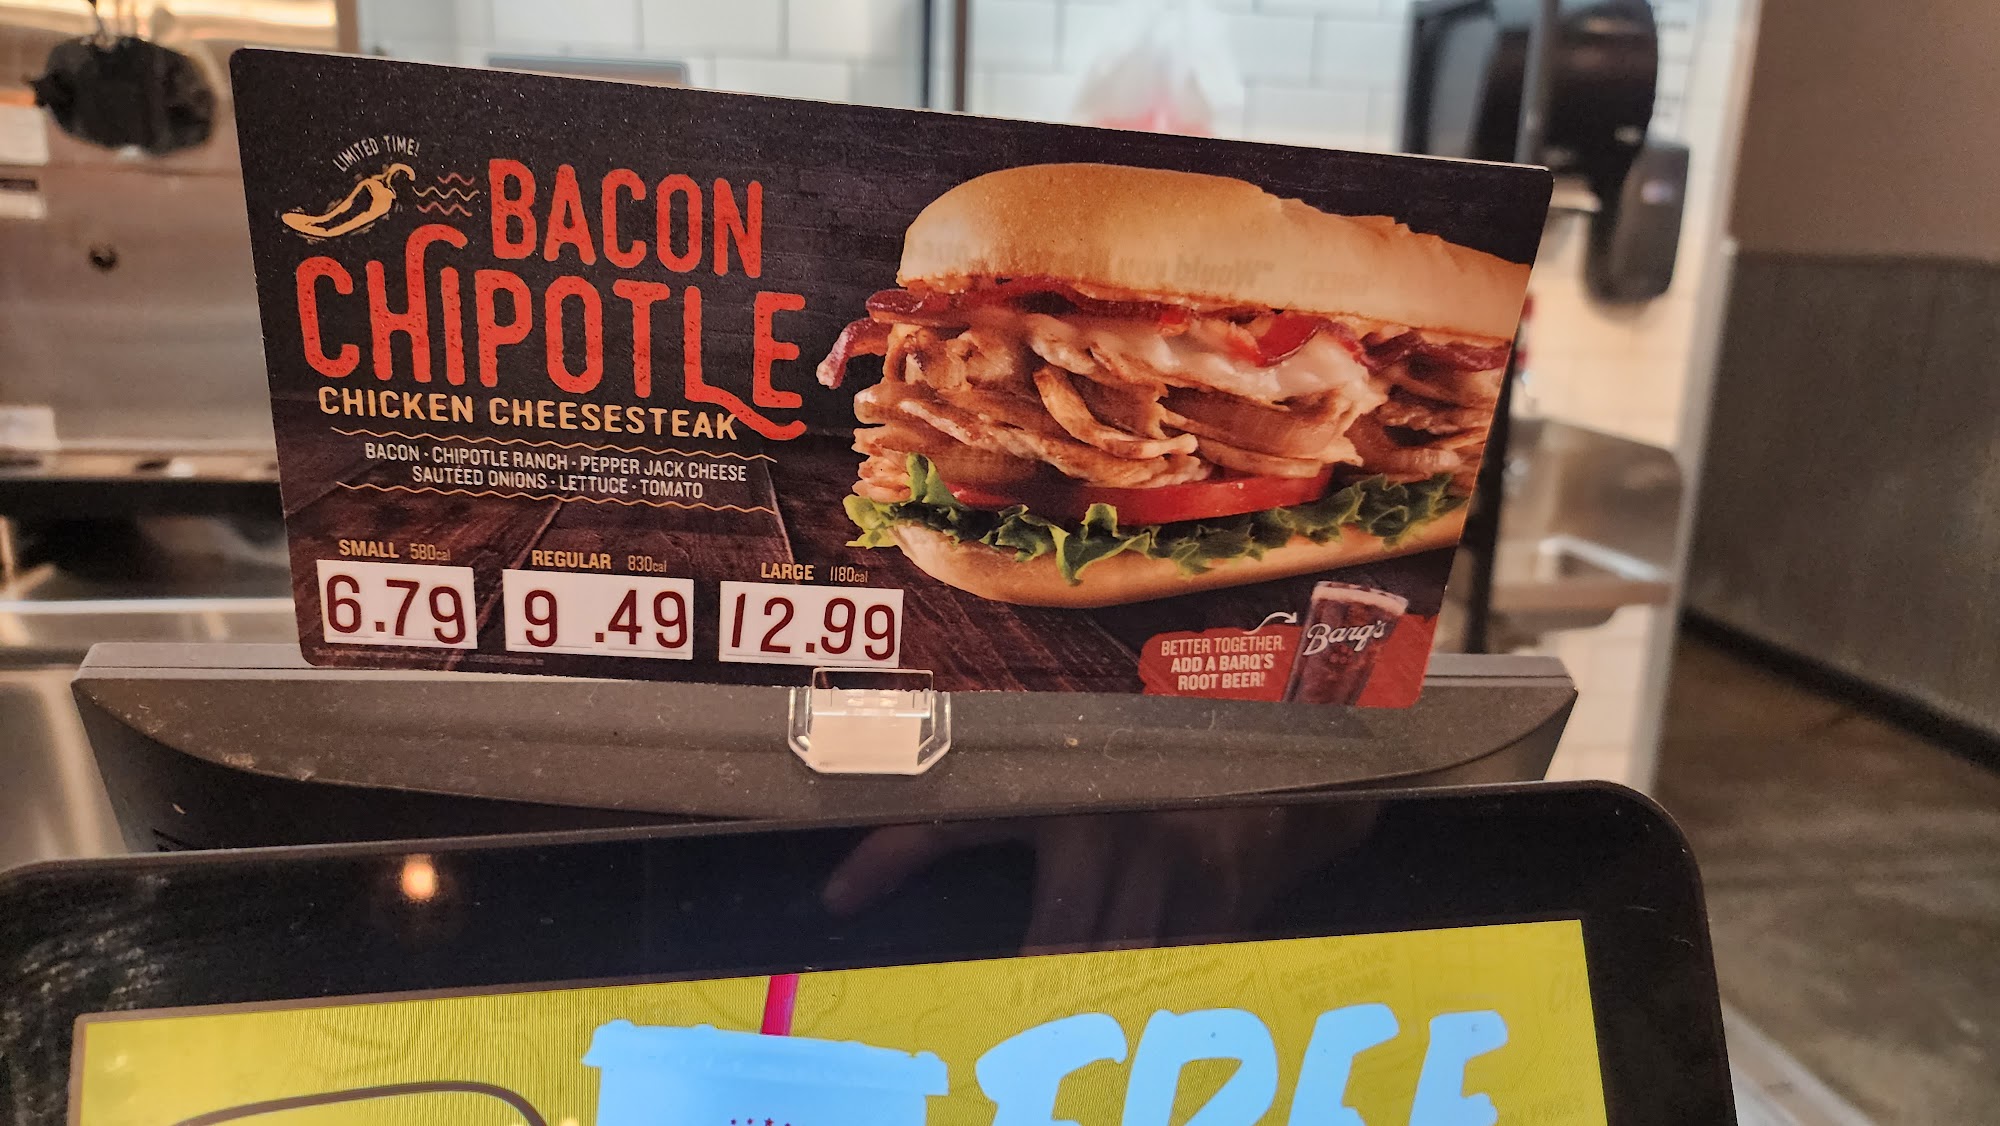 LIMITED TIME!
BACON
CHIPOTLE
CHICKEN CHEESESTEAK
BACON · CHIPOTLE RANCH · PEPPER JACK CHEESE
SAUTÉED ONIONS · LETTUCE · TOMATO
SMALL 580cal
REGULAR 830cal
LARGE 1180cal
6.79
9.49
12.99
BETTER TOGETHER.
ADD A BARQ'S
ROOT BEER!
Barq's
FREE